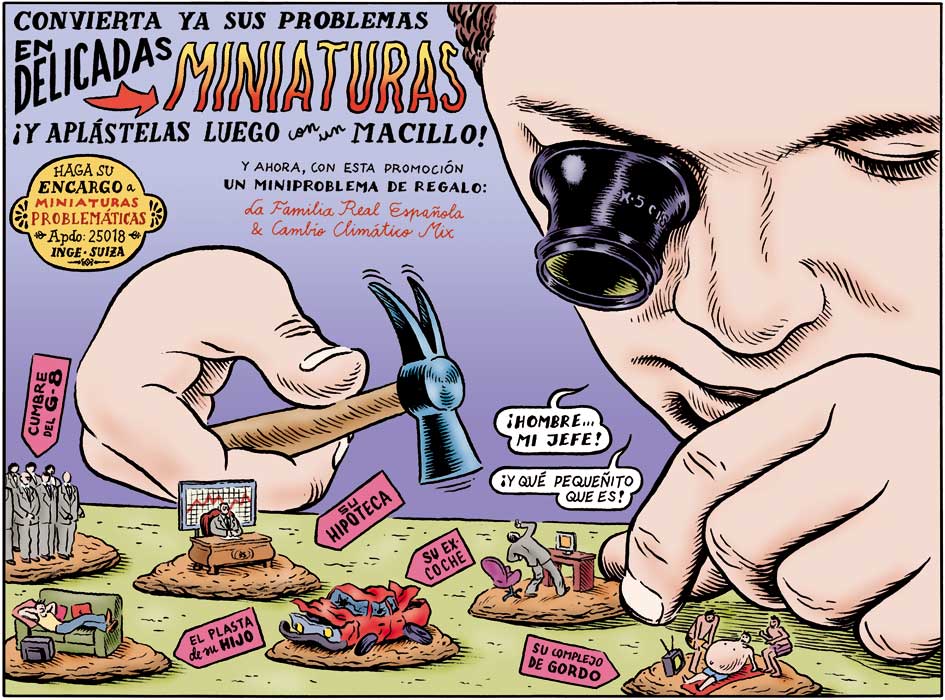 CONVIERTA YA SUS PROBLEMAS
EN
DELICADAS
MINIATURAS
¡Y APLÁSTELAS LUEGO con un MACILLO!
HAGA SU
ENCARGO a
MINIATURAS
PROBLEMÁTICAS
Apdo: 25018
INGE · SUIZA
Y AHORA, CON ESTA PROMOCIÓN
UN MINIPROBLEMA DE REGALO:
La Familia Real Española
& Cambio Climático Mix
X·5 cm
CUMBRE
DEL G-8
¡HOMBRE...
MI JEFE!
¡Y QUÉ PEQUEÑITO
QUE ES!
SU
HIPOTECA
SU EX-
COCHE
EL PLASTA
de su HIJO
SU COMPLEJO
DE GORDO